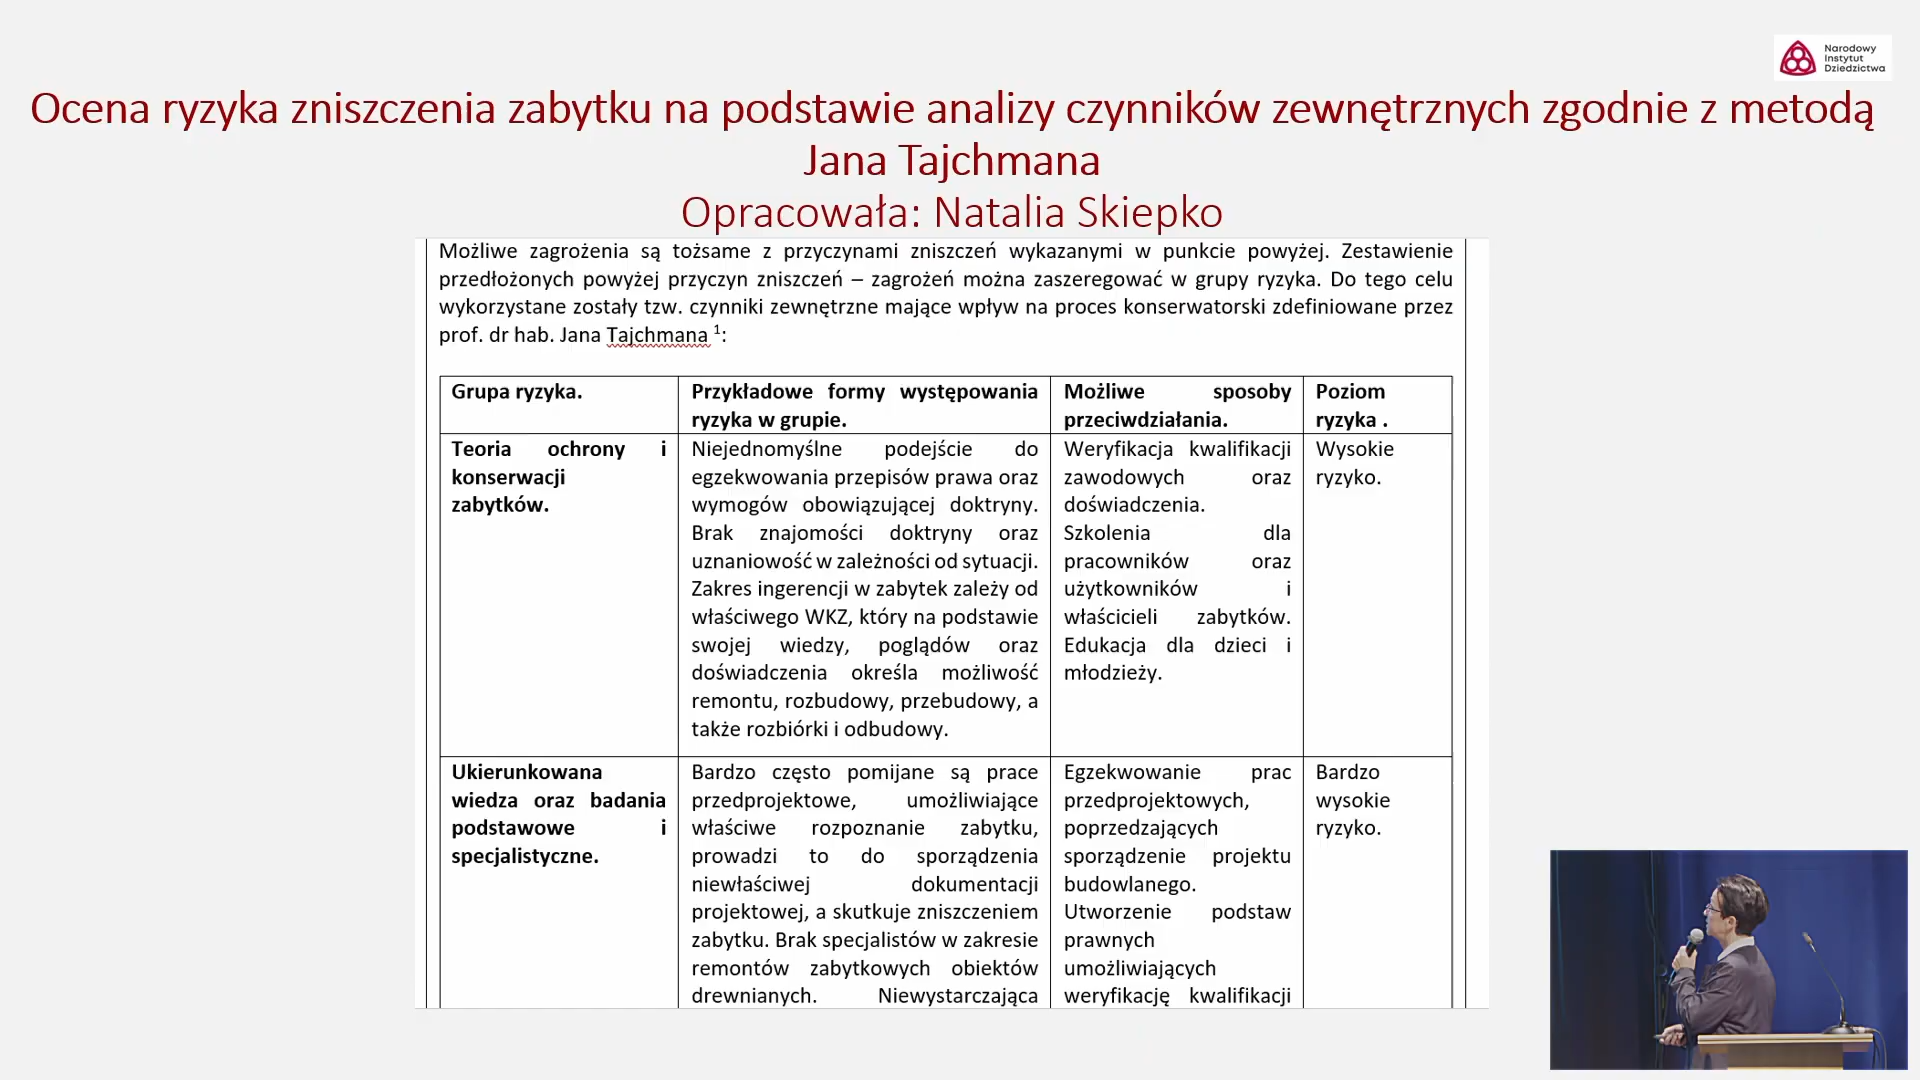 Narodowy
Instytut
Dziedzictwa
Ocena ryzyka zniszczenia zabytku na podstawie analizy czynników zewnętrznych zgodnie z metodą
Jana Tajchmana
Opracowała: Natalia Skiepko
Możliwe zagrożenia są tożsame z przyczynami zniszczeń wykazanymi w punkcie powyżej. Zestawienie
przedłożonych powyżej przyczyn zniszczeń – zagrożeń można zaszeregować w grupy ryzyka. Do tego celu
wykorzystane zostały tzw. czynniki zewnętrzne mające wpływ na proces konserwatorski zdefiniowane przez
prof. dr hab. Jana Tajchmana ¹:
Grupa ryzyka.
Przykładowe formy występowania
ryzyka w grupie.
Możliwe sposoby
przeciwdziałania.
Poziom
ryzyka .
Teoria ochrony i
konserwacji
zabytków.
Niejednomyślne podejście do
egzekwowania przepisów prawa oraz
wymogów obowiązującej doktryny.
Brak znajomości doktryny oraz
uznaniowość w zależności od sytuacji.
Zakres ingerencji w zabytek zależy od
właściwego WKZ, który na podstawie
swojej wiedzy, poglądów oraz
doświadczenia określa możliwość
remontu, rozbudowy, przebudowy, a
także rozbiórki i odbudowy.
Weryfikacja kwalifikacji
zawodowych oraz
doświadczenia.
Szkolenia dla
pracowników oraz
użytkowników i
właścicieli zabytków.
Edukacja dla dzieci i
młodzieży.
Wysokie
ryzyko.
Ukierunkowana
wiedza oraz badania
podstawowe i
specjalistyczne.
Bardzo często pomijane są prace
przedprojektowe, umożliwiające
właściwe rozpoznanie zabytku,
prowadzi to do sporządzenia
niewłaściwej dokumentacji
projektowej, a skutkuje zniszczeniem
zabytku. Brak specjalistów w zakresie
remontów zabytkowych obiektów
drewnianych. Niewystarczająca
Egzekwowanie prac
przedprojektowych,
poprzedzających
sporządzenie projektu
budowlanego.
Utworzenie podstaw
prawnych
umożliwiających
weryfikację kwalifikacji
Bardzo
wysokie
ryzyko.